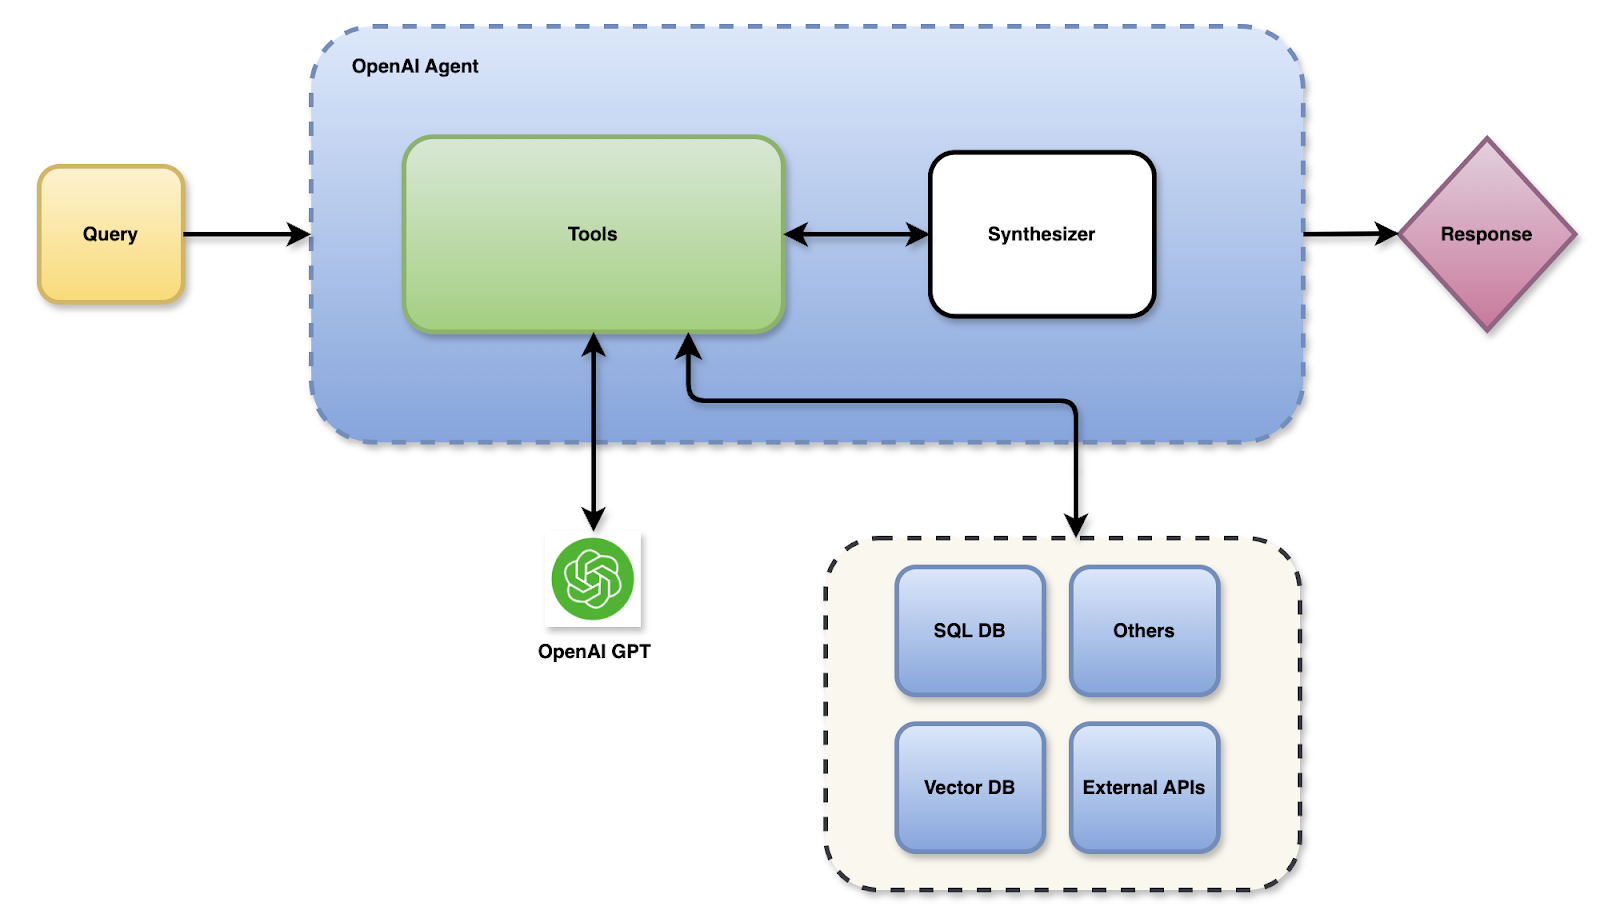 OpenAI Agent
Query
Tools
Synthesizer
Response
OpenAI GPT
SQL DB
Others
Vector DB
External APIs